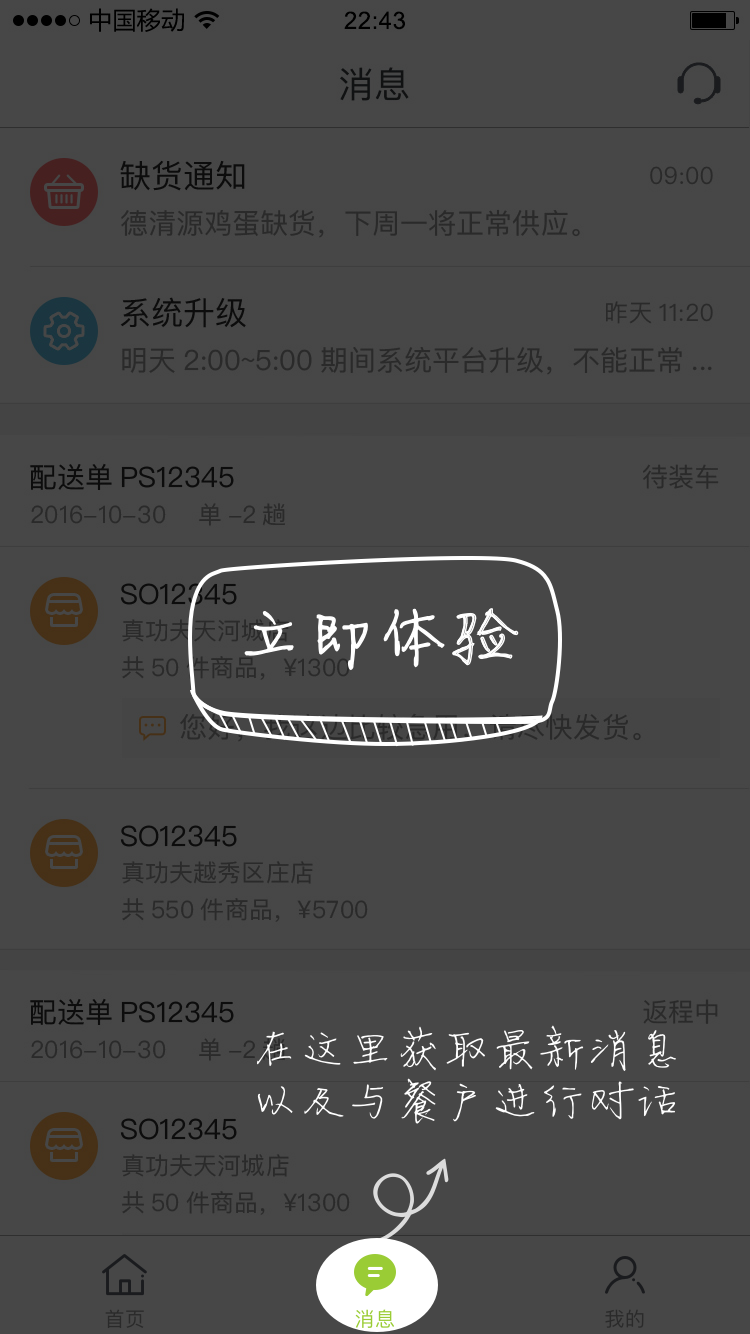 中国移动 22:43
消息
缺货通知 09:00
德清源鸡蛋缺货，下周一将正常供应。
系统升级 昨天 11:20
明天 2:00~5:00 期间系统平台升级，不能正常 ...
配送单 PS12345 待装车
2016-10-30 单 -2 趟
SO12345
真功夫天河城店
共 50 件商品，¥1300
立即体验
您好，
快发货。
SO12345
真功夫越秀区庄店
共 550 件商品，¥5700
配送单 PS12345 返程中
2016-10-30 单 -2
在这里获取最新消息
以及与餐户进行对话
SO12345
真功夫天河城店
共 50 件商品，¥1300
首页 消息 我的